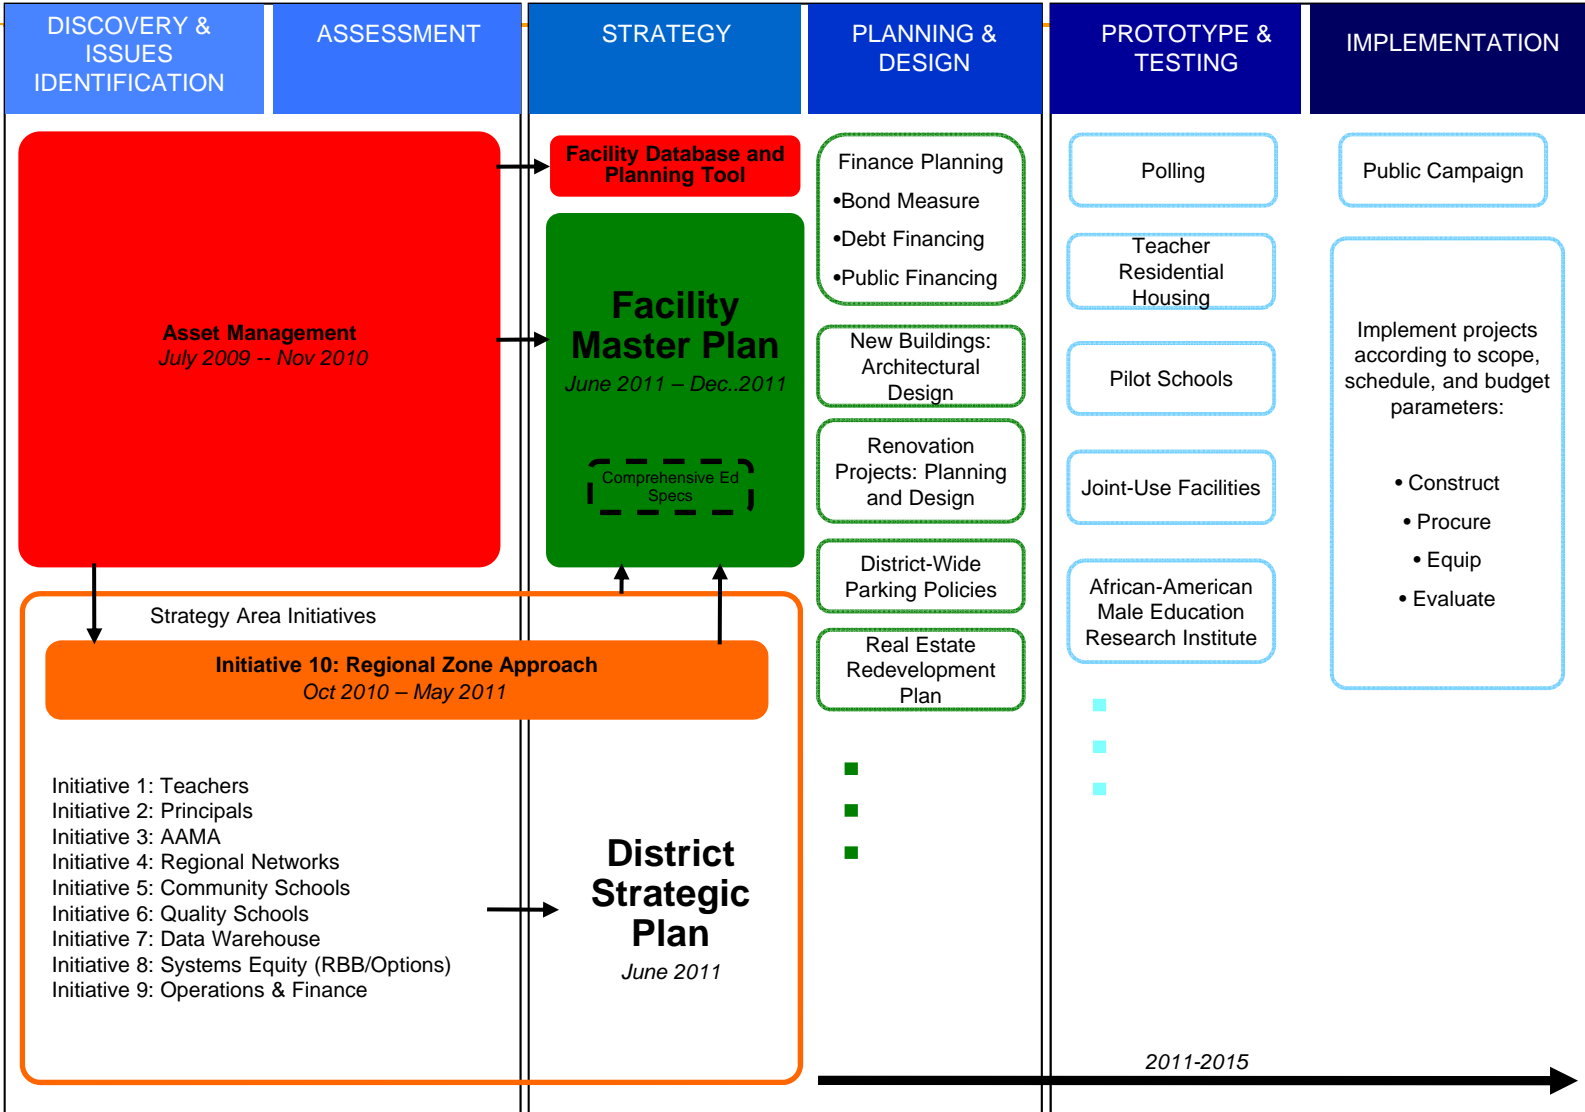 DISCOVERY &
ISSUES
IDENTIFICATION
ASSESSMENT
STRATEGY
PLANNING &
DESIGN
PROTOTYPE &
TESTING
IMPLEMENTATION
Asset Management
July 2009 -- Nov 2010
Facility Database and
Planning Tool
Facility
Master Plan
June 2011 – Dec..2011
Comprehensive Ed
Specs
Strategy Area Initiatives
Initiative 10: Regional Zone Approach
Oct 2010 – May 2011
Initiative 1: Teachers
Initiative 2: Principals
Initiative 3: AAMA
Initiative 4: Regional Networks
Initiative 5: Community Schools
Initiative 6: Quality Schools
Initiative 7: Data Warehouse
Initiative 8: Systems Equity (RBB/Options)
Initiative 9: Operations & Finance
District
Strategic
Plan
June 2011
Finance Planning
•Bond Measure
•Debt Financing
•Public Financing
New Buildings:
Architectural
Design
Renovation
Projects: Planning
and Design
District-Wide
Parking Policies
Real Estate
Redevelopment
Plan
Polling
Teacher
Residential
Housing
Pilot Schools
Joint-Use Facilities
African-American
Male Education
Research Institute
Public Campaign
Implement projects
according to scope,
schedule, and budget
parameters:
• Construct
• Procure
• Equip
• Evaluate
2011-2015